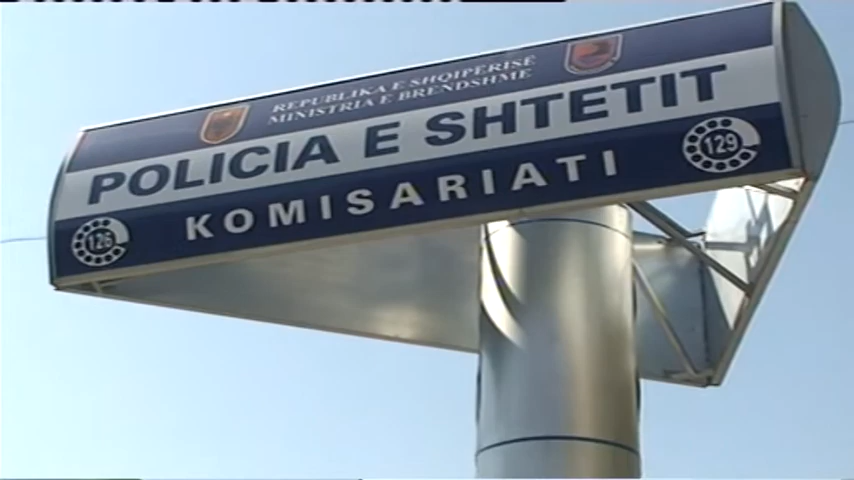 REPUBLIKA E SHQIPËRISË
MINISTRIA E BRENDSHME
POLICIA E SHTETIT
126
KOMISARIATI
129